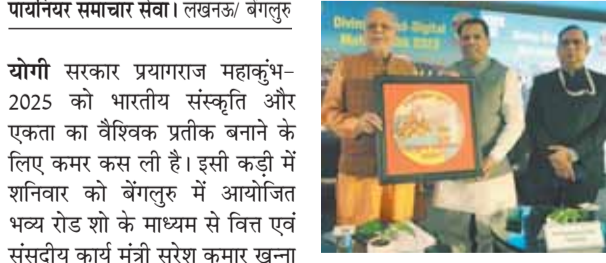 पायोनियर समाचार सेवा। लखनऊ/ बेंगलुरु
योगी सरकार प्रयागराज महाकुंभ-
2025 को भारतीय संस्कृति और
एकता का वैश्विक प्रतीक बनाने के
लिए कमर कस ली है। इसी कड़ी में
शनिवार को बेंगलुरु में आयोजित
भव्य रोड शो के माध्यम से वित्त एवं
संसदीय कार्य मंत्री सुरेश कुमार खन्ना
Digital